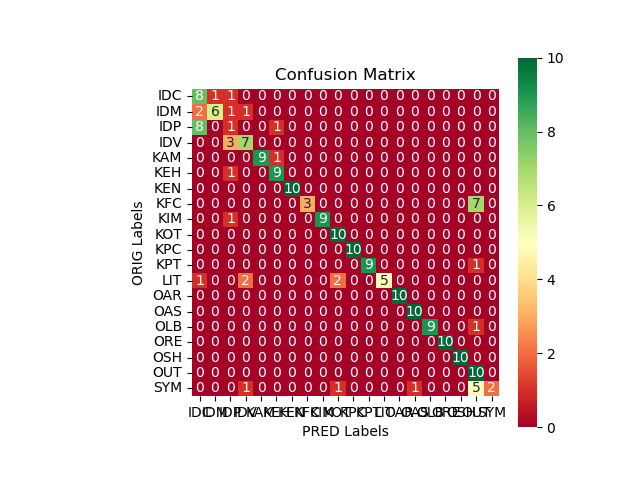 Confusion Matrix
IDC 8 1 1 0 0 0 0 0 0 0 0 0 0 0 0 0 0 0 0 0
IDM 2 6 1 1 0 0 0 0 0 0 0 0 0 0 0 0 0 0 0 0
IDP 8 0 1 0 0 1 0 0 0 0 0 0 0 0 0 0 0 0 0 0
IDV 0 0 3 7 0 0 0 0 0 0 0 0 0 0 0 0 0 0 0 0
KAM 0 0 0 0 9 1 0 0 0 0 0 0 0 0 0 0 0 0 0 0
KEH 0 0 1 0 0 9 0 0 0 0 0 0 0 0 0 0 0 0 0 0
KEN 0 0 0 0 0 0 10 0 0 0 0 0 0 0 0 0 0 0 0 0
KFC 0 0 0 0 0 0 0 3 0 0 0 0 0 0 0 0 0 0 7 0
KIM 0 0 1 0 0 0 0 0 9 0 0 0 0 0 0 0 0 0 0 0
KOT 0 0 0 0 0 0 0 0 0 10 0 0 0 0 0 0 0 0 0 0
KPC 0 0 0 0 0 0 0 0 0 0 10 0 0 0 0 0 0 0 0 0
KPT 0 0 0 0 0 0 0 0 0 0 0 9 0 0 0 0 0 0 1 0
LIT 1 0 0 2 0 0 0 0 0 2 0 0 5 0 0 0 0 0 0 0
OAR 0 0 0 0 0 0 0 0 0 0 0 0 0 10 0 0 0 0 0 0
OAS 0 0 0 0 0 0 0 0 0 0 0 0 0 0 10 0 0 0 0 0
OLB 0 0 0 0 0 0 0 0 0 0 0 0 0 0 0 9 0 0 1 0
ORE 0 0 0 0 0 0 0 0 0 0 0 0 0 0 0 0 10 0 0 0
OSH 0 0 0 0 0 0 0 0 0 0 0 0 0 0 0 0 0 10 0 0
OUT 0 0 0 0 0 0 0 0 0 0 0 0 0 0 0 0 0 0 10 0
SYM 0 0 0 1 0 0 0 0 0 1 0 0 0 0 1 0 0 0 5 2
IDC IDM IDP IDV KAM KEH KEN KFC KIM KOT KPC KPT LIT OAR OAS OLB ORE OSH OUT SYM
PRED Labels
ORIG Labels
10
8
6
4
2
0